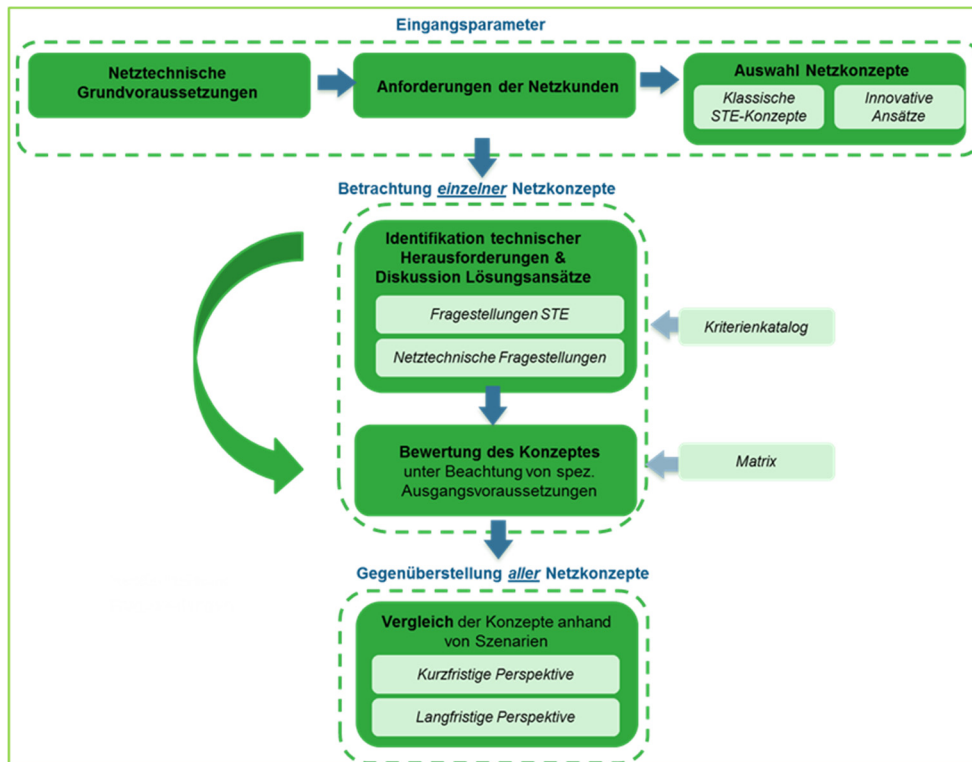 Eingangsparameter
Netztechnische
Grundvoraussetzungen
Anforderungen der Netzkunden
Auswahl Netzkonzepte
Klassische
STE-Konzepte
Innovative
Ansätze
Betrachtung einzelner Netzkonzepte
Identifikation technischer
Herausforderungen &
Diskussion Lösungsansätze
Fragestellungen STE
Netztechnische Fragestellungen
Kriterienkatalog
Bewertung des Konzeptes
unter Beachtung von spez.
Ausgangsvoraussetzungen
Matrix
Gegenüberstellung aller Netzkonzepte
Vergleich der Konzepte anhand
von Szenarien
Kurzfristige Perspektive
Langfristige Perspektive